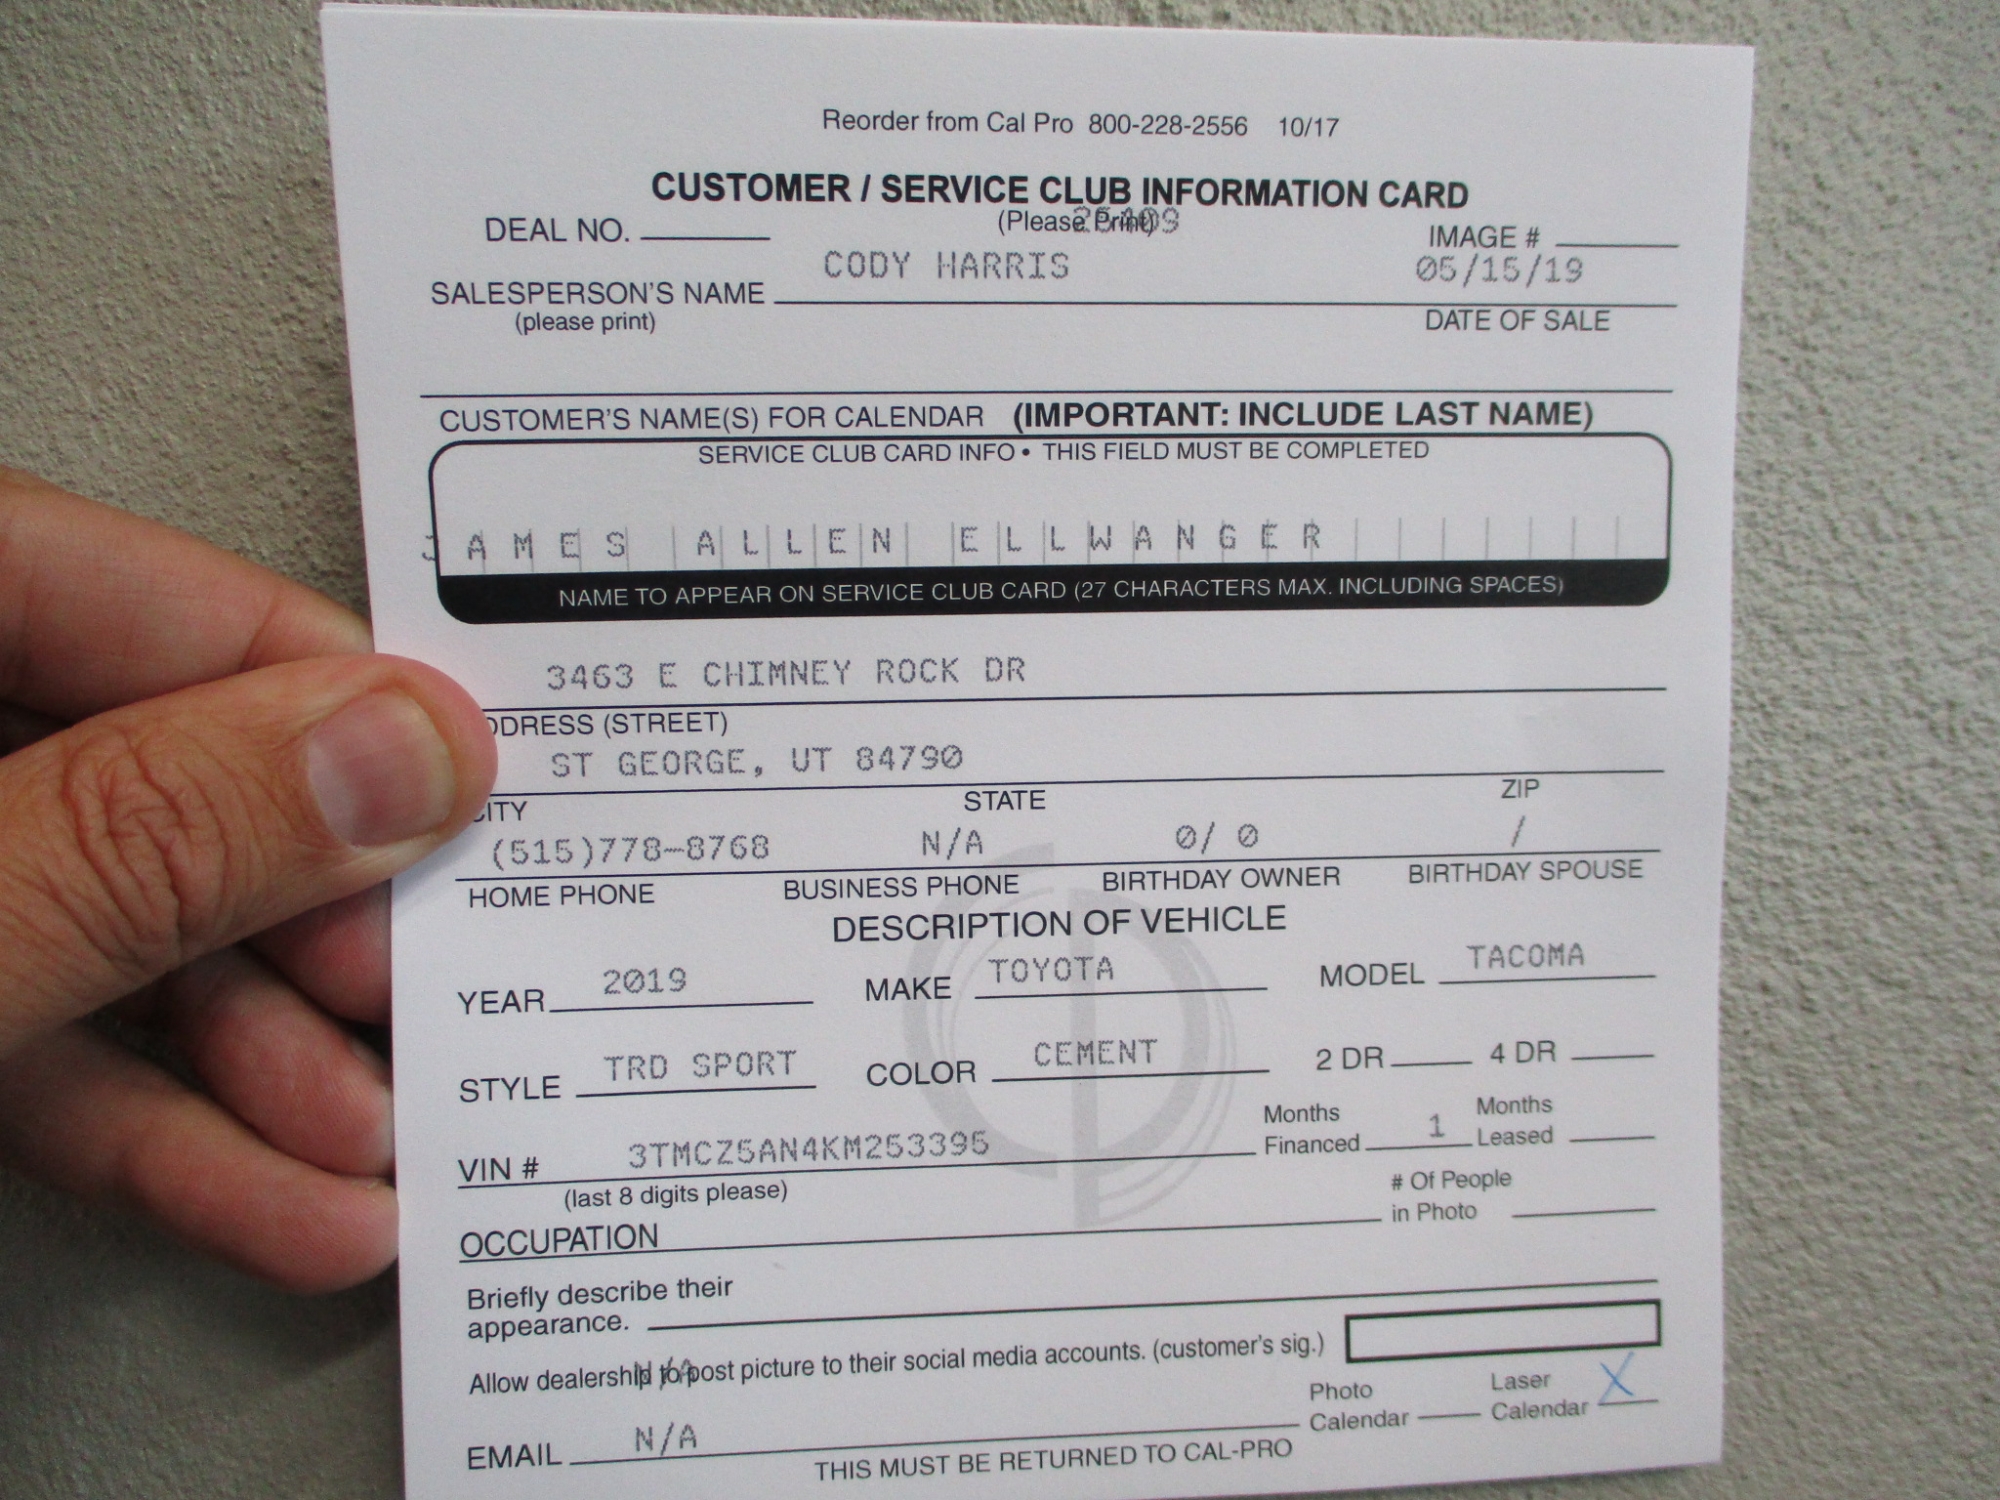 Reorder from Cal Pro 800-228-2556 10/17
CUSTOMER / SERVICE CLUB INFORMATION CARD
(Please Print)
DEAL NO. IMAGE #
CODY HARRIS 05/15/19
SALESPERSON'S NAME
(please print) DATE OF SALE
CUSTOMER'S NAME(S) FOR CALENDAR (IMPORTANT: INCLUDE LAST NAME)
SERVICE CLUB CARD INFO • THIS FIELD MUST BE COMPLETED
JAMES ALLEN ELLWANGER
NAME TO APPEAR ON SERVICE CLUB CARD (27 CHARACTERS MAX. INCLUDING SPACES)
3463 E CHIMNEY ROCK DR
DDRESS (STREET)
ST GEORGE, UT 84790
CITY STATE ZIP
(515)778-8768 N/A 0/ 0 /
HOME PHONE BUSINESS PHONE BIRTHDAY OWNER BIRTHDAY SPOUSE
DESCRIPTION OF VEHICLE
YEAR 2019 MAKE TOYOTA MODEL TACOMA
STYLE TRD SPORT COLOR CEMENT 2 DR 4 DR
VIN # 3TMCZ5AN4KM253395 Months Financed 1 Months Leased
(last 8 digits please)
OCCUPATION # Of People in Photo
Briefly describe their
appearance.
Allow dealership to post picture to their social media accounts. (customer's sig.)
N/A
EMAIL N/A Photo Calendar Laser Calendar X
THIS MUST BE RETURNED TO CAL-PRO